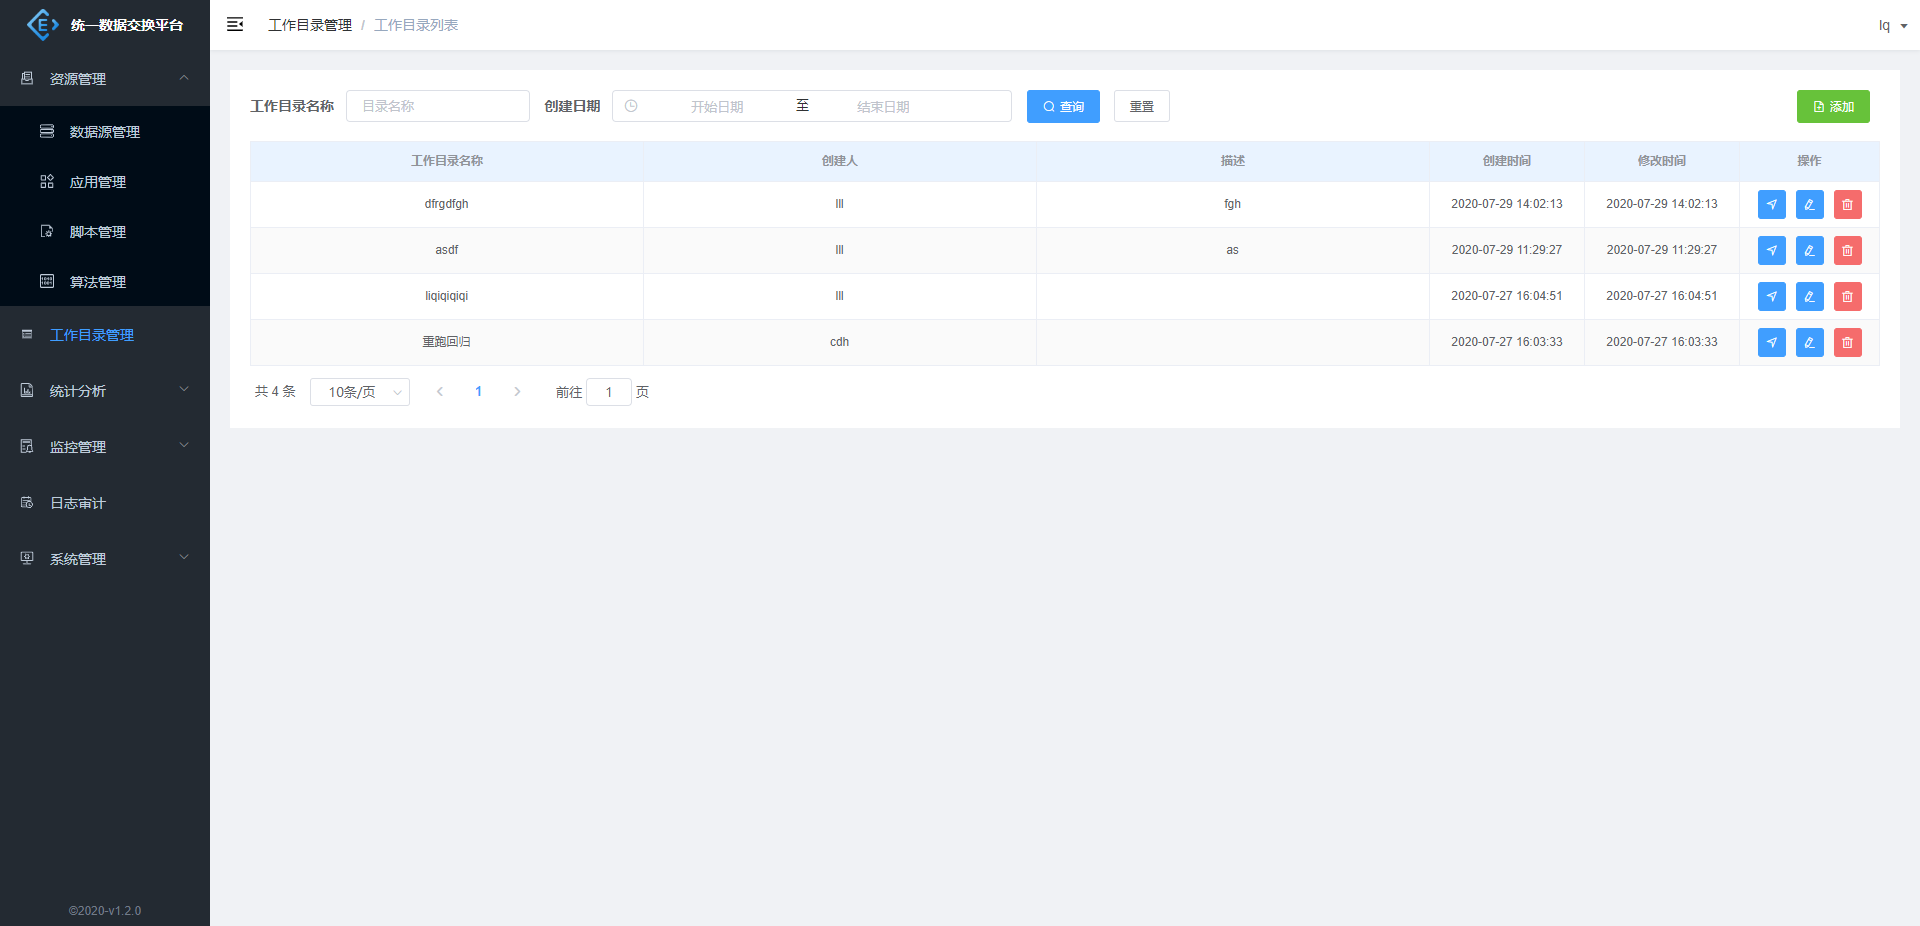 统一数据交换平台
资源管理
数据源管理
应用管理
脚本管理
算法管理
工作目录管理
统计分析
监控管理
日志审计
系统管理
©2020-v1.2.0
工作目录管理 / 工作目录列表
lq
工作目录名称 目录名称 创建日期 开始日期 至 结束日期 查询 重置 添加
工作目录名称 创建人 描述 创建时间 修改时间 操作
dfrgdfgh lll fgh 2020-07-29 14:02:13 2020-07-29 14:02:13
asdf lll as 2020-07-29 11:29:27 2020-07-29 11:29:27
liqiqiqiqi lll 2020-07-27 16:04:51 2020-07-27 16:04:51
重跑回归 cdh 2020-07-27 16:03:33 2020-07-27 16:03:33
共 4 条 10条/页 1 前往 1 页